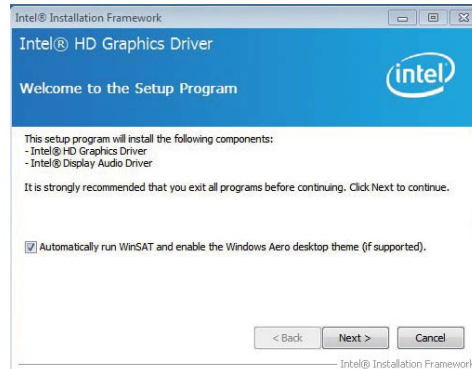 Intel® Installation Framework
Intel® HD Graphics Driver
Welcome to the Setup Program
intel
This setup program will install the following components:
- Intel® HD Graphics Driver
- Intel® Display Audio Driver
It is strongly recommended that you exit all programs before continuing. Click Next to continue.
Automatically run WinSAT and enable the Windows Aero desktop theme (if supported).
< Back Next > Cancel
Intel® Installation Framework